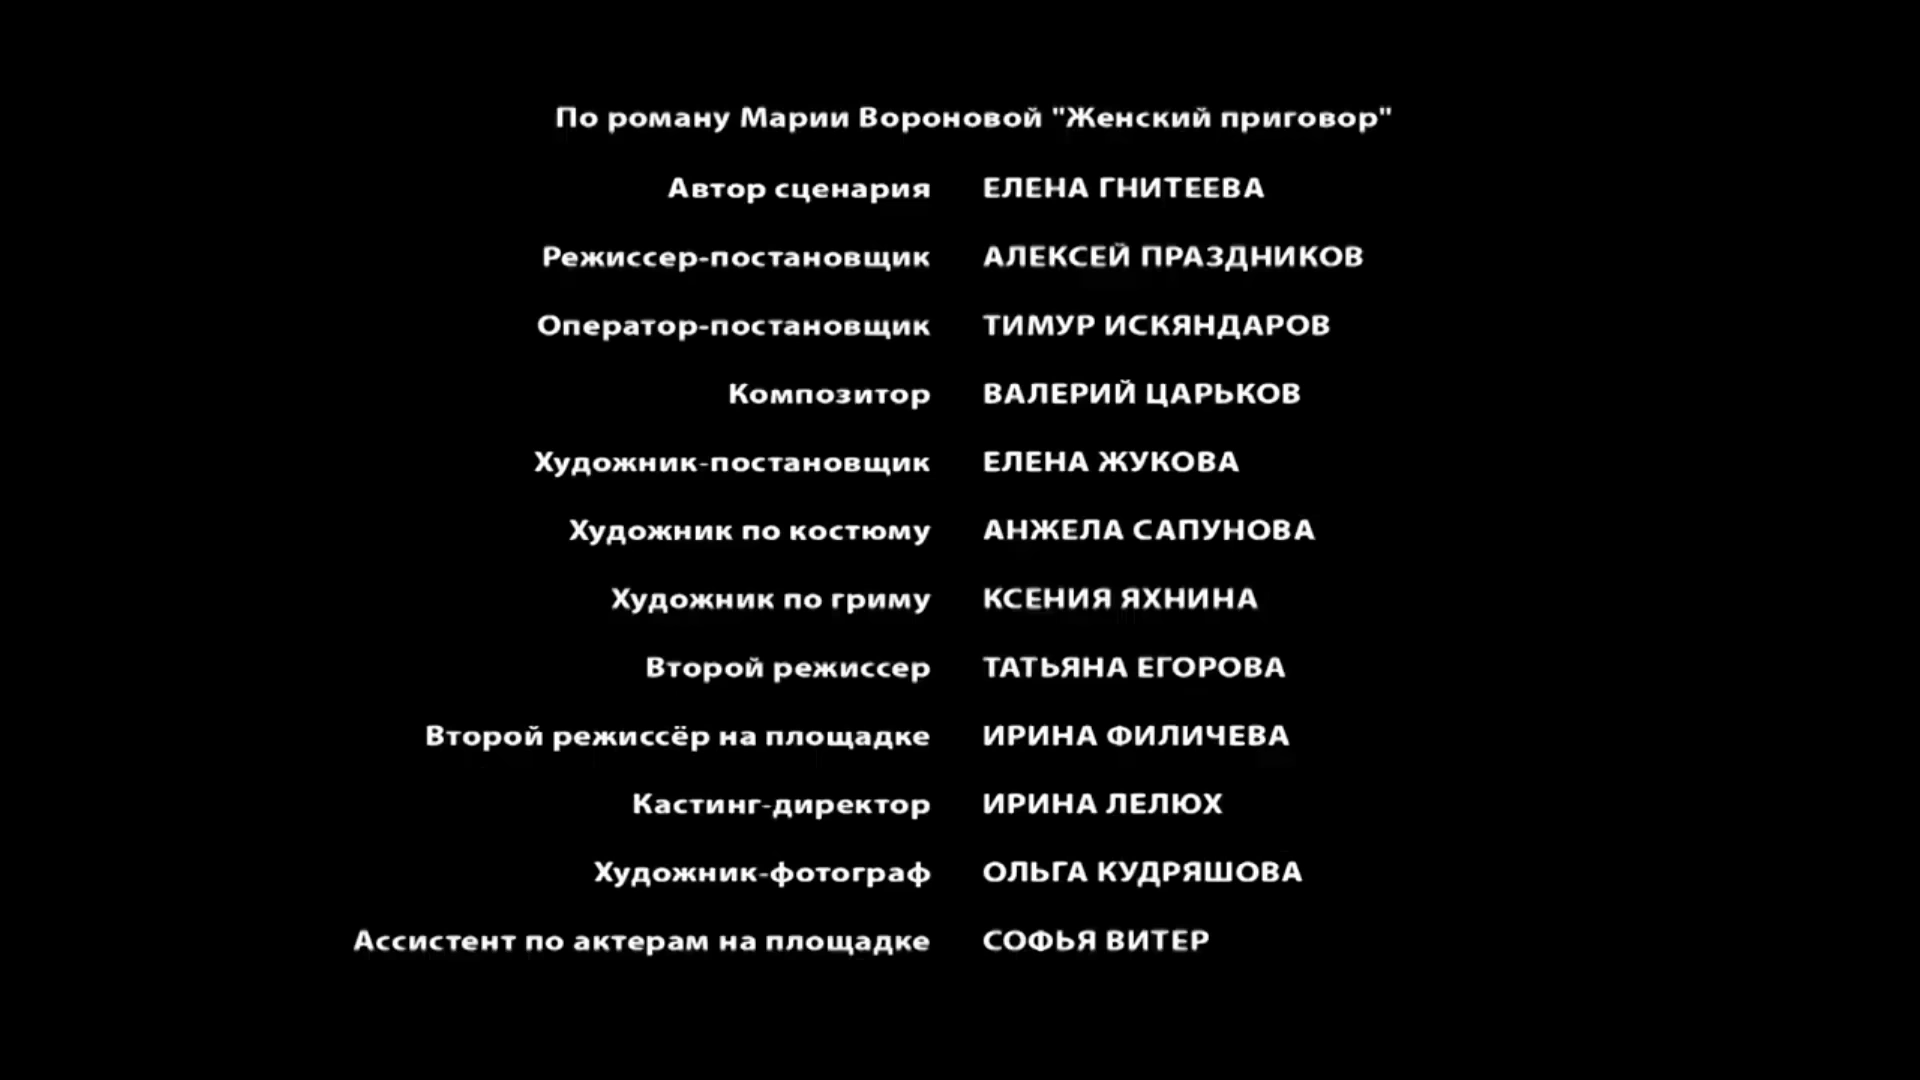 По роману Марии Вороновой "Женский приговор"
Автор сценария ЕЛЕНА ГНИТЕЕВА
Режиссер-постановщик АЛЕКСЕЙ ПРАЗДНИКОВ
Оператор-постановщик ТИМУР ИСКЯНДАРОВ
Композитор ВАЛЕРИЙ ЦАРЬКОВ
Художник-постановщик ЕЛЕНА ЖУКОВА
Художник по костюму АНЖЕЛА САПУНОВА
Художник по гриму КСЕНИЯ ЯХНИНА
Второй режиссер ТАТЬЯНА ЕГОРОВА
Второй режиссёр на площадке ИРИНА ФИЛИЧЕВА
Кастинг-директор ИРИНА ЛЕЛЮХ
Художник-фотограф ОЛЬГА КУДРЯШОВА
Ассистент по актерам на площадке СОФЬЯ ВИТЕР